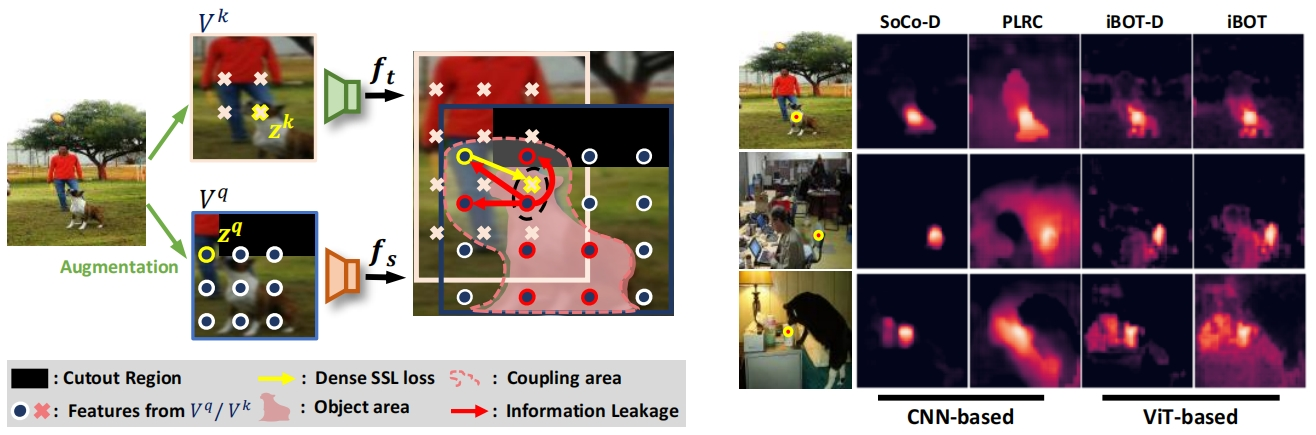 V^k
z^k
f_t
Augmentation
V^q
z^q
f_s
: Cutout Region
: Dense SSL loss
: Coupling area
: Features from V^q/V^k
: Object area
: Information Leakage
SoCo-D PLRC iBOT-D iBOT
CNN-based ViT-based